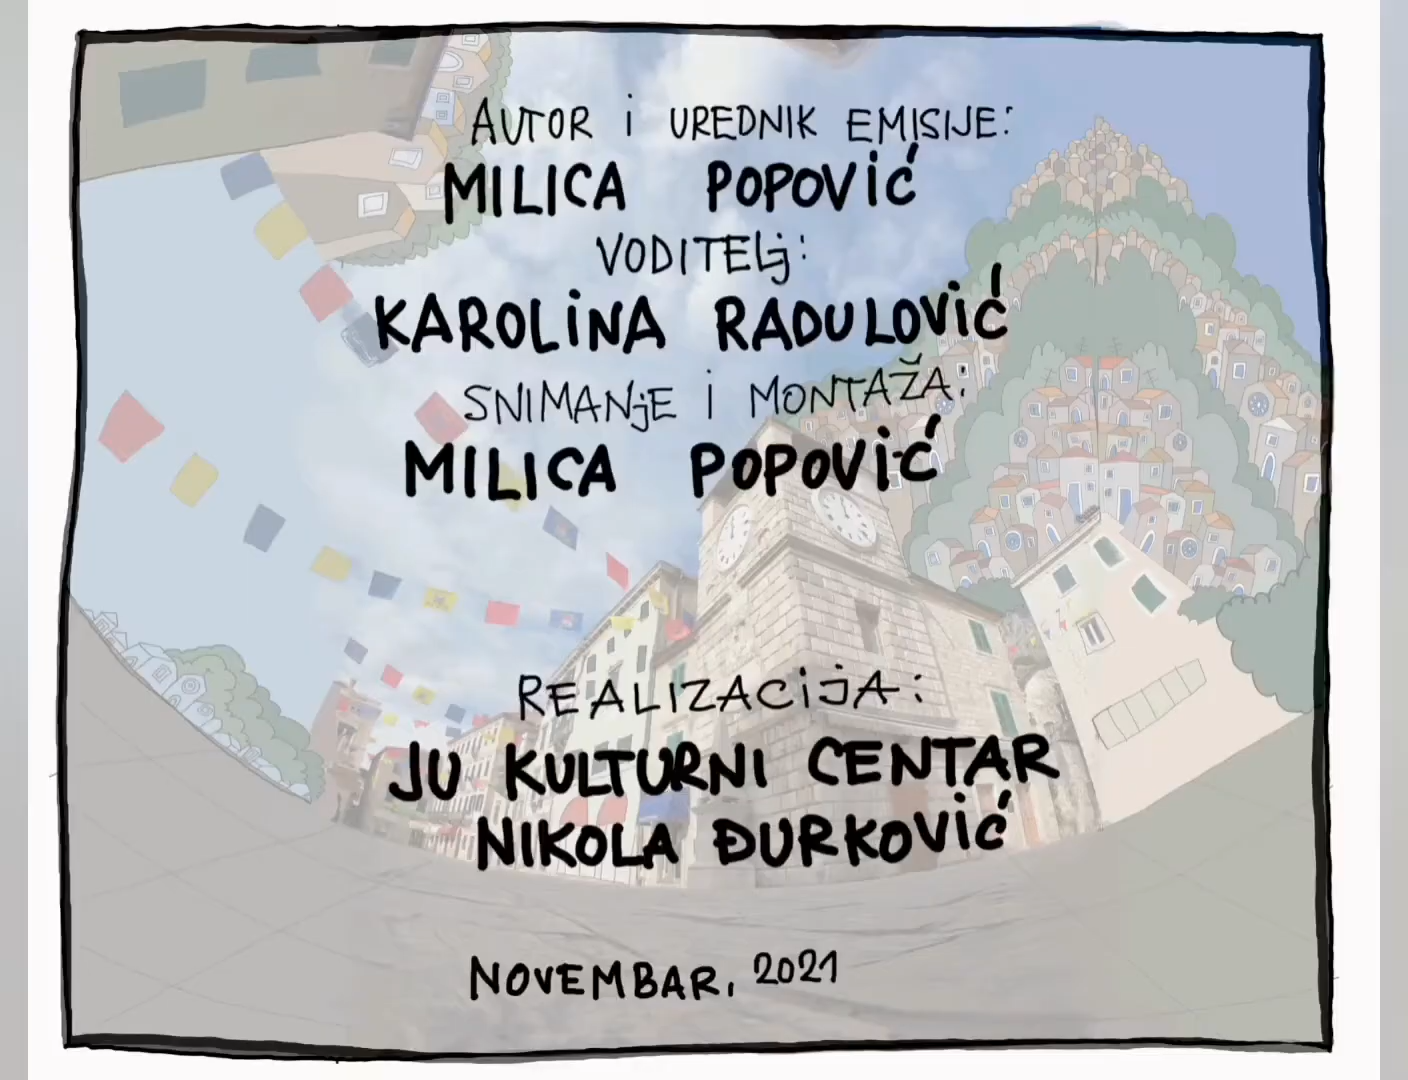 AUTOR i UREDNIK EMISIJE:
MILICA POPOVIĆ
VODITELj:
KAROLINA RADULOVIĆ
SNIMANjE i MONTAŽA:
MILICA POPOVIĆ
REALIZACIJA:
JU KULTURNI CENTAR
NIKOLA ĐURKOVIĆ
NOVEMBAR, 2021